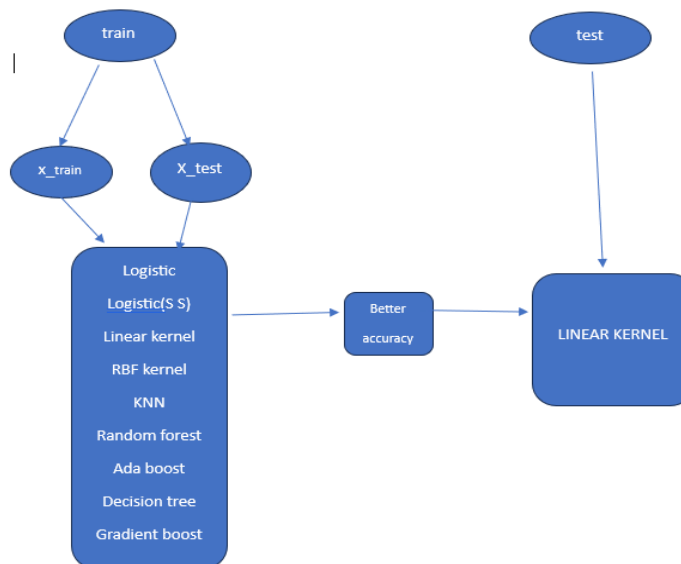 train
test
X_train
X_test
Logistic
Logistic(S S)
Linear kernel
RBF kernel
KNN
Random forest
Ada boost
Decision tree
Gradient boost
Better
accuracy
LINEAR KERNEL